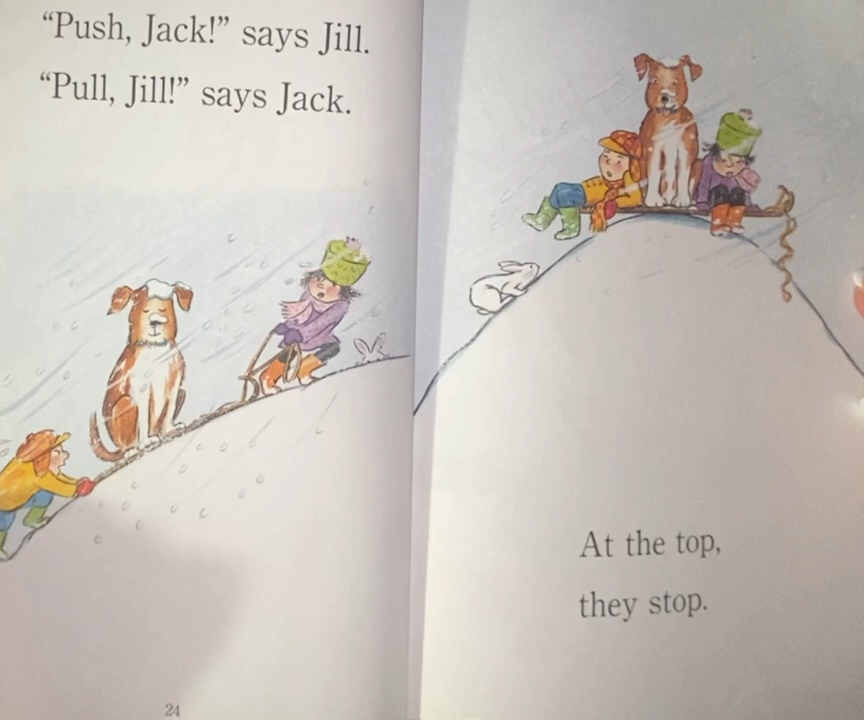 “Push, Jack!” says Jill.
“Pull, Jill!” says Jack.
24
At the top,
they stop.